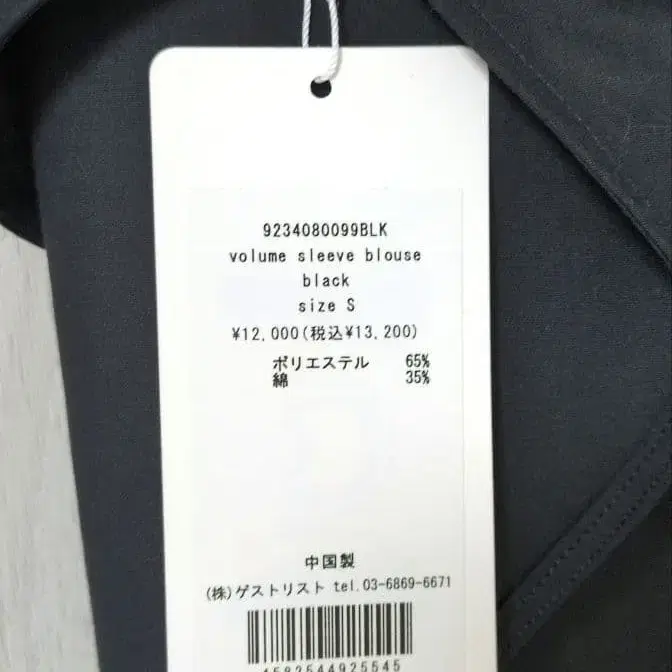 9234080099BLK
volume sleeve blouse
black
size S
¥12,000(税込¥13,200)
ポリエステル 65%
綿 35%
中国製
(株)ゲストリスト tel.03-6869-6671
4582544925545